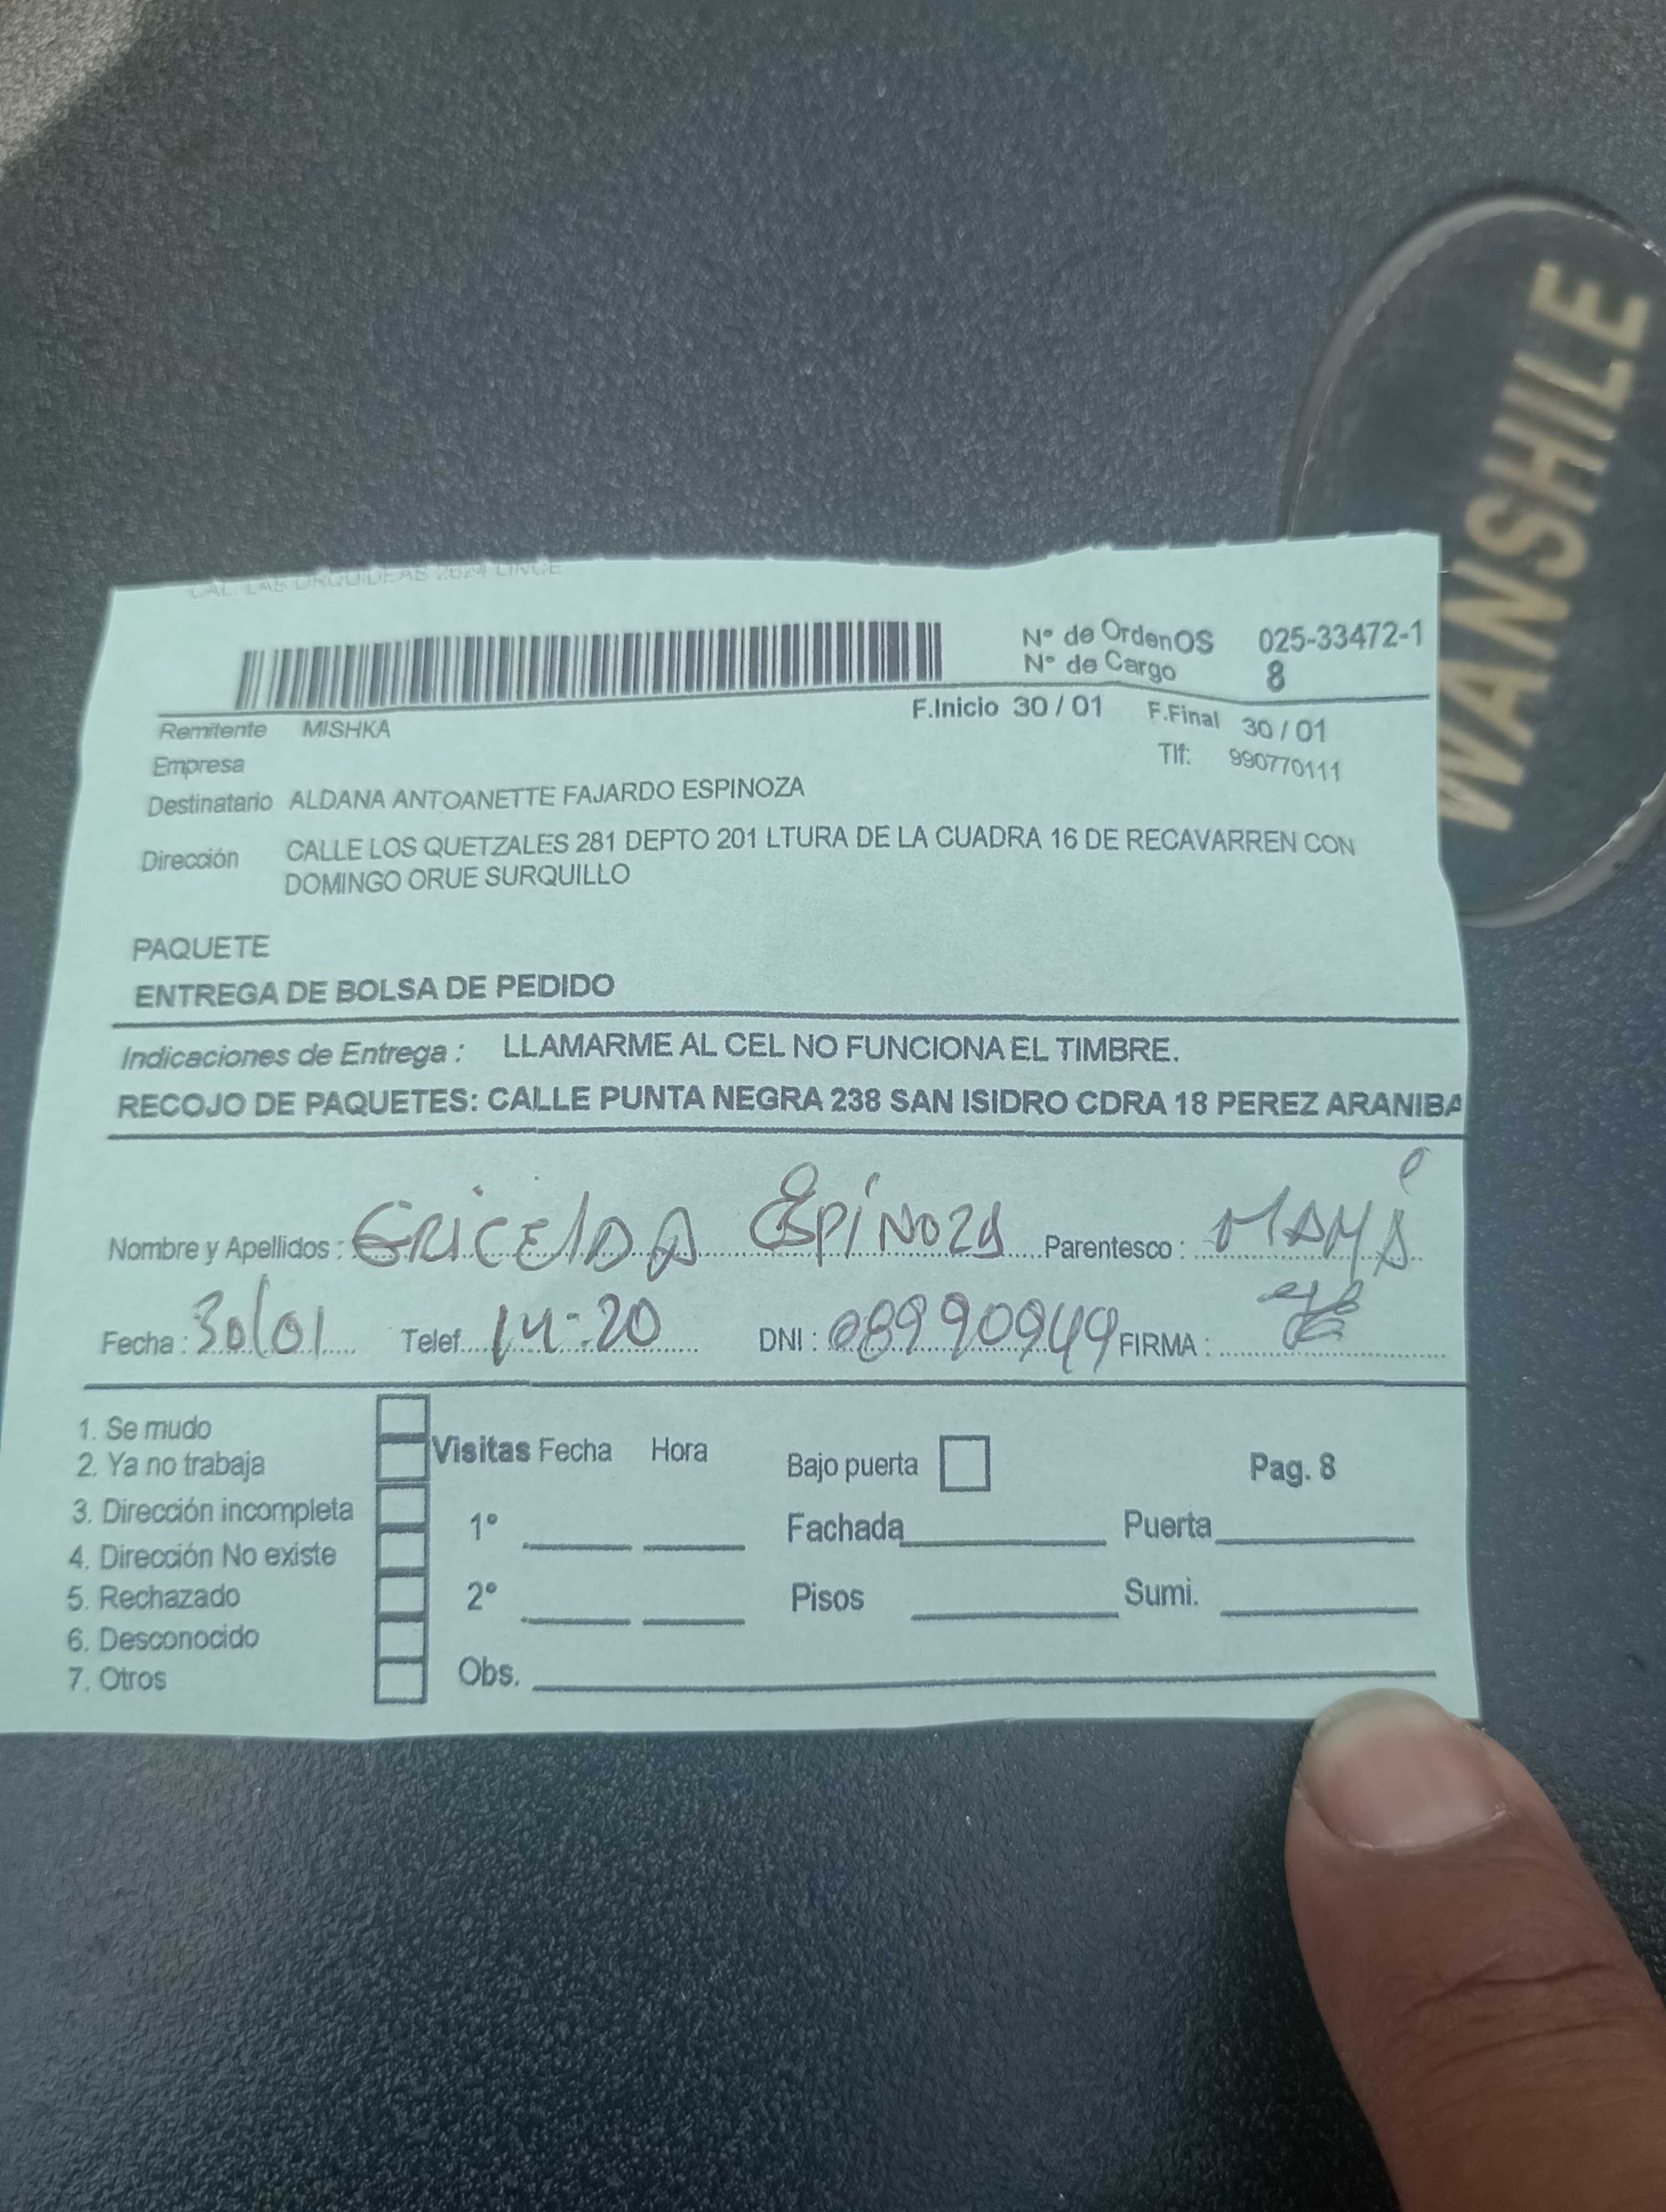 CAL. LAS ORQUIDEAS 2624 LINCE
N° de OrdenOS 025-33472-1
N° de Cargo 8
F.Inicio 30 / 01 F.Final 30 / 01
Remitente MISHKA
Empresa Tlf: 990770111
Destinatario ALDANA ANTOANETTE FAJARDO ESPINOZA
Dirección CALLE LOS QUETZALES 281 DEPTO 201 LTURA DE LA CUADRA 16 DE RECAVARREN CON
DOMINGO ORUE SURQUILLO
PAQUETE
ENTREGA DE BOLSA DE PEDIDO
Indicaciones de Entrega : LLAMARME AL CEL NO FUNCIONA EL TIMBRE.
RECOJO DE PAQUETES: CALLE PUNTA NEGRA 238 SAN ISIDRO CDRA 18 PEREZ ARANIBA
Nombre y Apellidos : GRICElDA ESPINOZA Parentesco : MAMÁ
Fecha : 30/01 Telef. 14:20 DNI : 08990949 FIRMA :
1. Se mudo
2. Ya no trabaja
3. Dirección incompleta
4. Dirección No existe
5. Rechazado
6. Desconocido
7. Otros
Visitas Fecha Hora Bajo puerta Pag. 8
1° Fachada Puerta
2° Pisos Sumi.
Obs.
WANSHILE